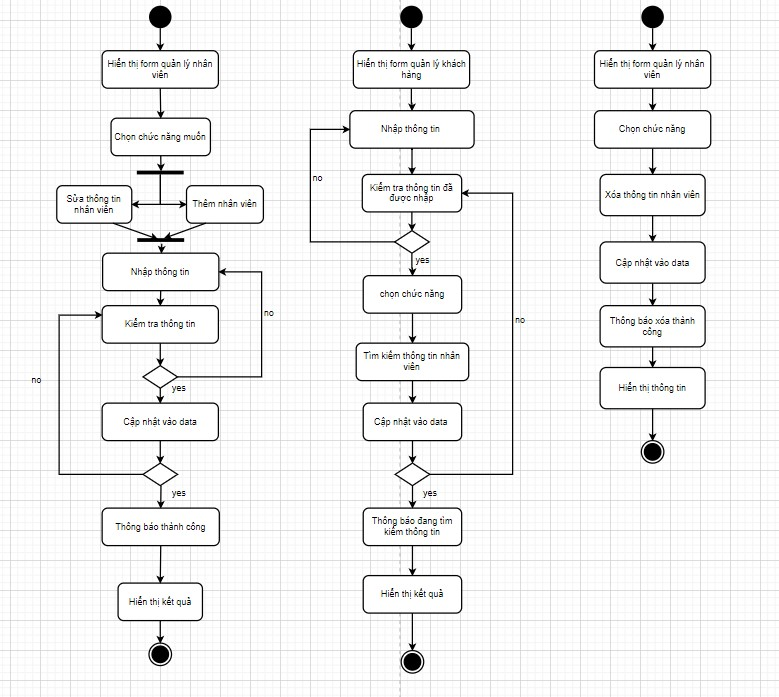 Hiển thị form quản lý nhân
viên
Chọn chức năng muốn
Sửa thông tin
nhân viên
Thêm nhân viên
Nhập thông tin
no
Kiểm tra thông tin
no
yes
Cập nhật vào data
yes
Thông báo thành công
Hiển thị kết quả
Hiển thị form quản lý khách
hàng
Nhập thông tin
no
Kiểm tra thông tin đã
được nhập
yes
chọn chức năng
no
Tìm kiếm thông tin nhân
viên
Cập nhật vào data
yes
Thông báo đang tìm
kiếm thông tin
Hiển thị kết quả
Hiển thị form quản lý nhân
viên
Chọn chức năng
Xóa thông tin nhân viên
Cập nhật vào data
Thông báo xóa thành
công
Hiển thị thông tin